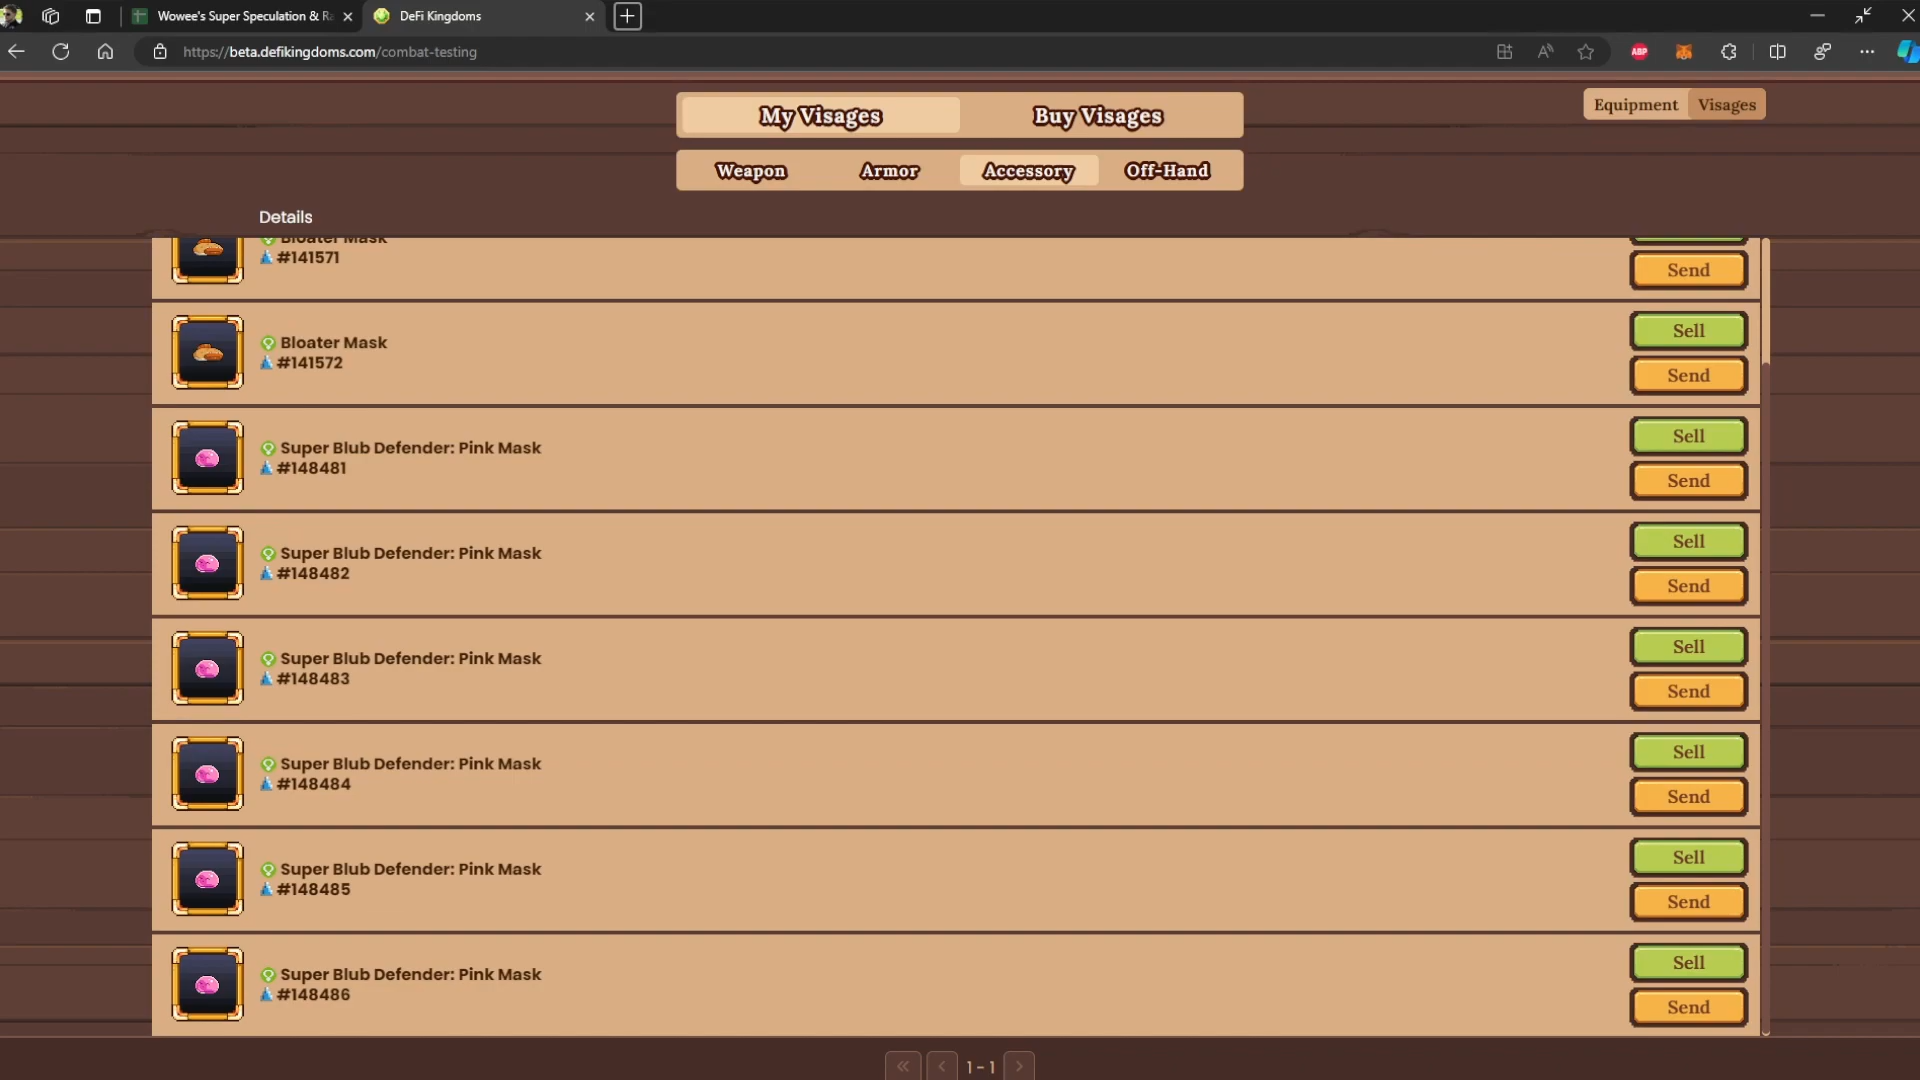 Wowee's Super Speculation & Ra
DeFi Kingdoms
https://beta.defikingdoms.com/combat-testing
ABP
My Visages
Buy Visages
Equipment
Visages
Weapon
Armor
Accessory
Off-Hand
Details
Bloater Mask
#141571
Send
Bloater Mask
#141572
Sell
Send
Super Blub Defender: Pink Mask
#148481
Sell
Send
Super Blub Defender: Pink Mask
#148482
Sell
Send
Super Blub Defender: Pink Mask
#148483
Sell
Send
Super Blub Defender: Pink Mask
#148484
Sell
Send
Super Blub Defender: Pink Mask
#148485
Sell
Send
Super Blub Defender: Pink Mask
#148486
Sell
Send
1 - 1